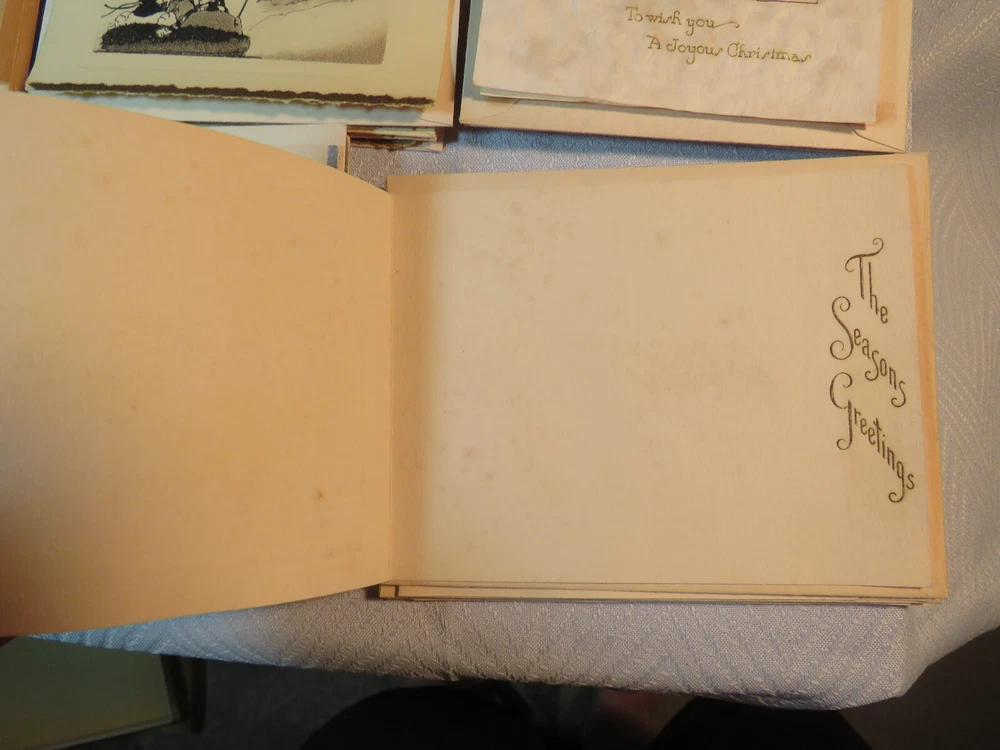 To wish you
A Joyous Christmas
The
Seasons
Greetings